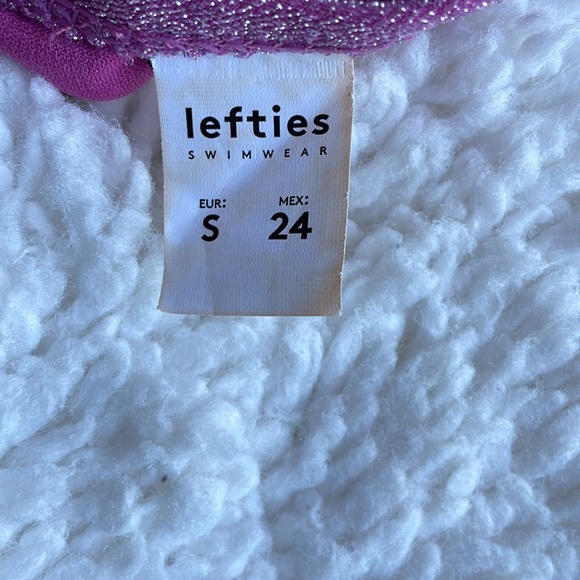 lefties
SWIMWEAR
EUR: MEX:
S 24